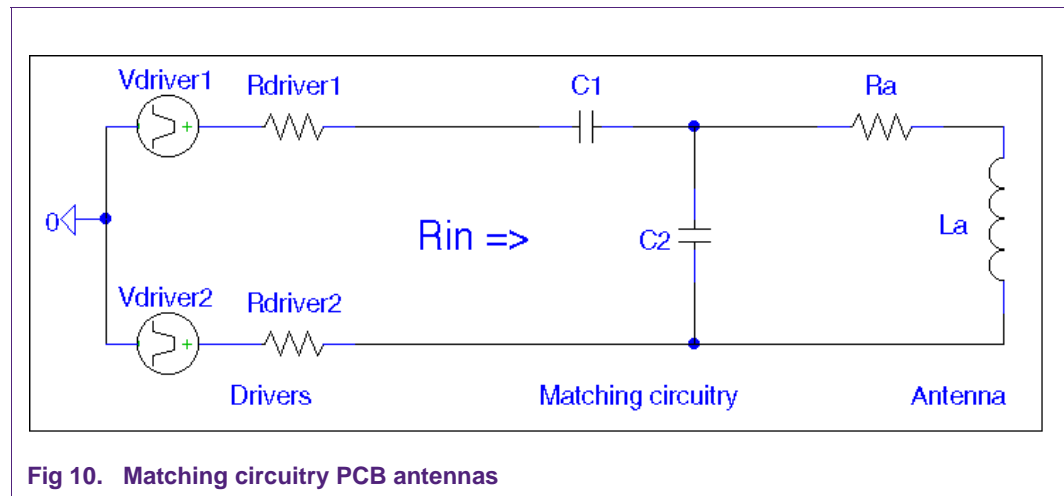 Vdriver1 Rdriver1 C1 Ra
+
0
Rin =>
C2
La
Vdriver2 Rdriver2
+
Drivers Matching circuitry Antenna
Fig 10. Matching circuitry PCB antennas